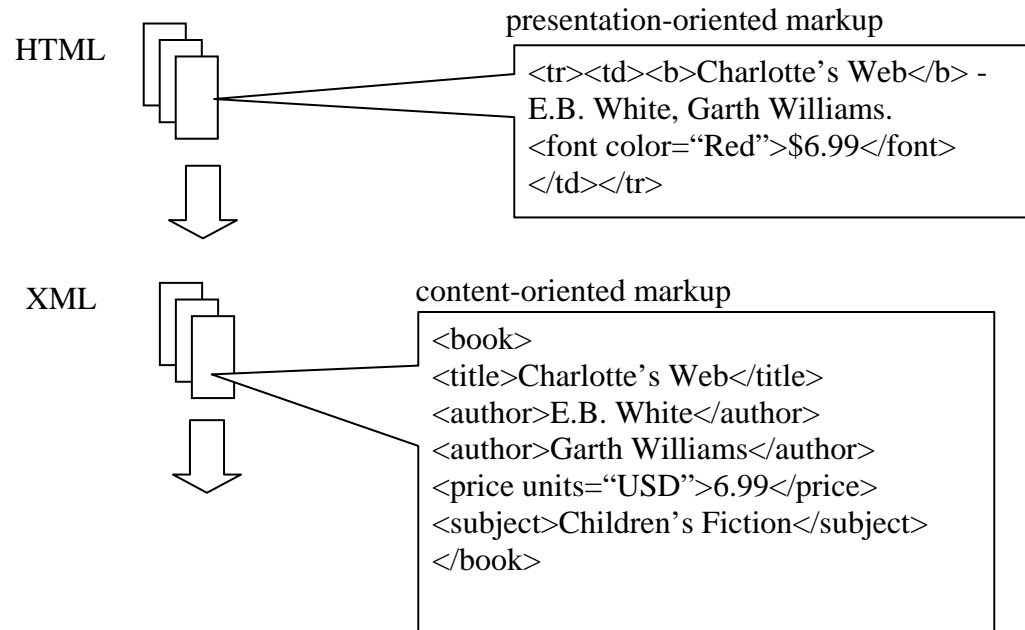 HTML
presentation-oriented markup
<tr><td><b>Charlotte’s Web</b> -
E.B. White, Garth Williams.
<font color=“Red”>$6.99</font>
</td></tr>
XML
content-oriented markup
<book>
<title>Charlotte’s Web</title>
<author>E.B. White</author>
<author>Garth Williams</author>
<price units=“USD”>6.99</price>
<subject>Children’s Fiction</subject>
</book>